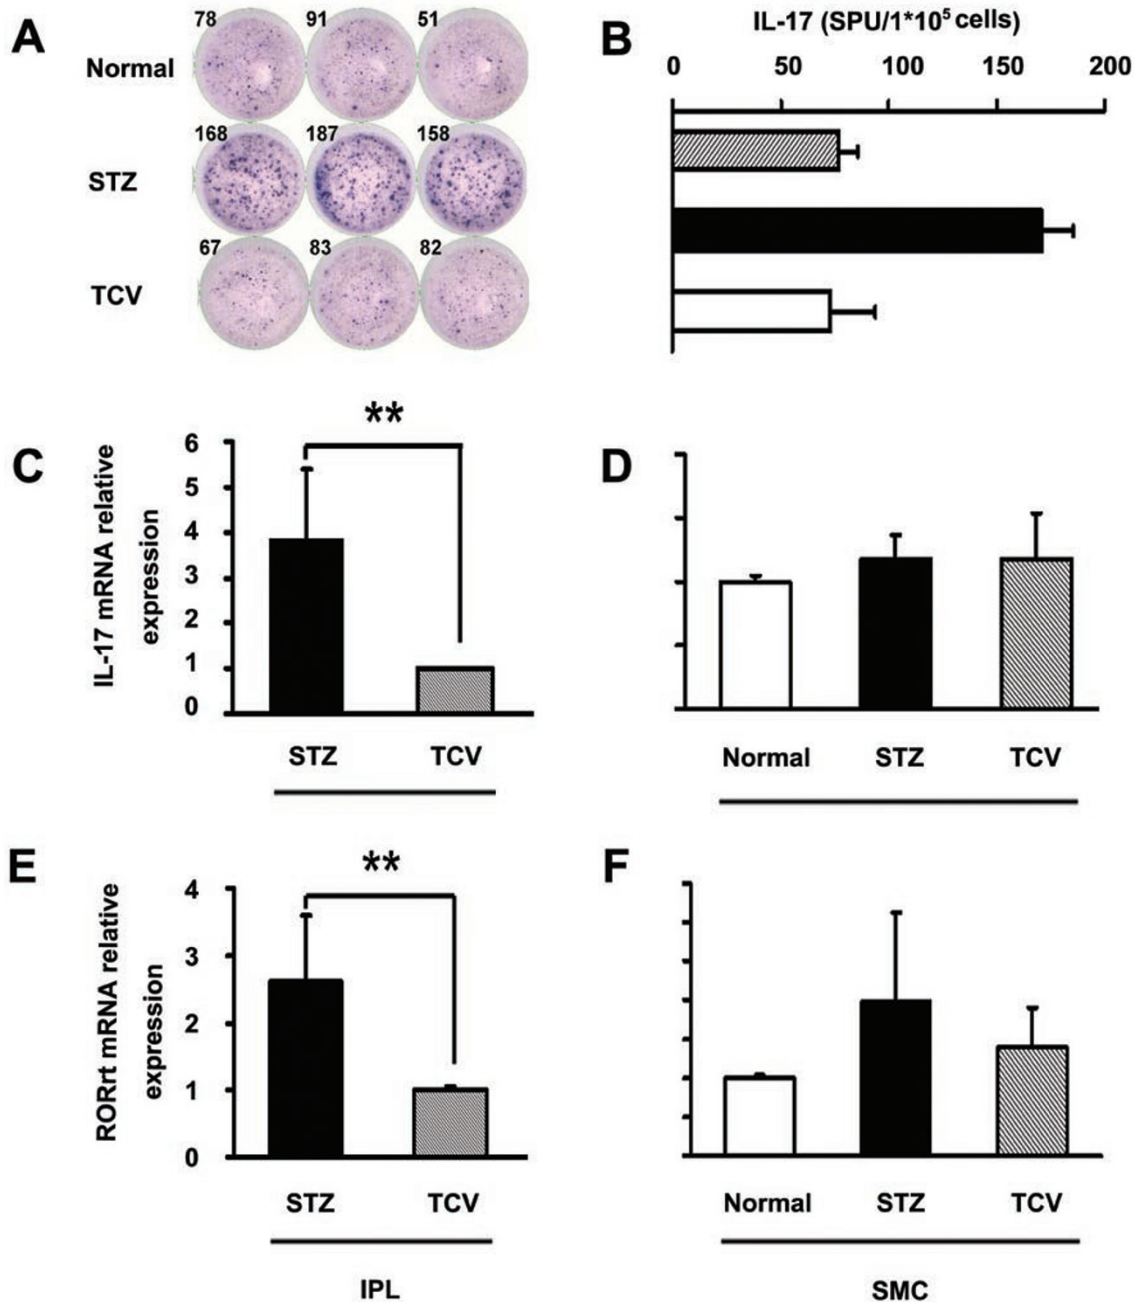 A
78 91 51
Normal
168 187 158
STZ
67 83 82
TCV
B
IL-17 (SPU/1*10⁵ cells)
0 50 100 150 200
C
IL-17 mRNA relative
expression
**
6
5
4
3
2
1
0
STZ TCV
D
Normal STZ TCV
E
RORrt mRNA relative
expression
**
4
3
2
1
0
STZ TCV
IPL
F
Normal STZ TCV
SMC